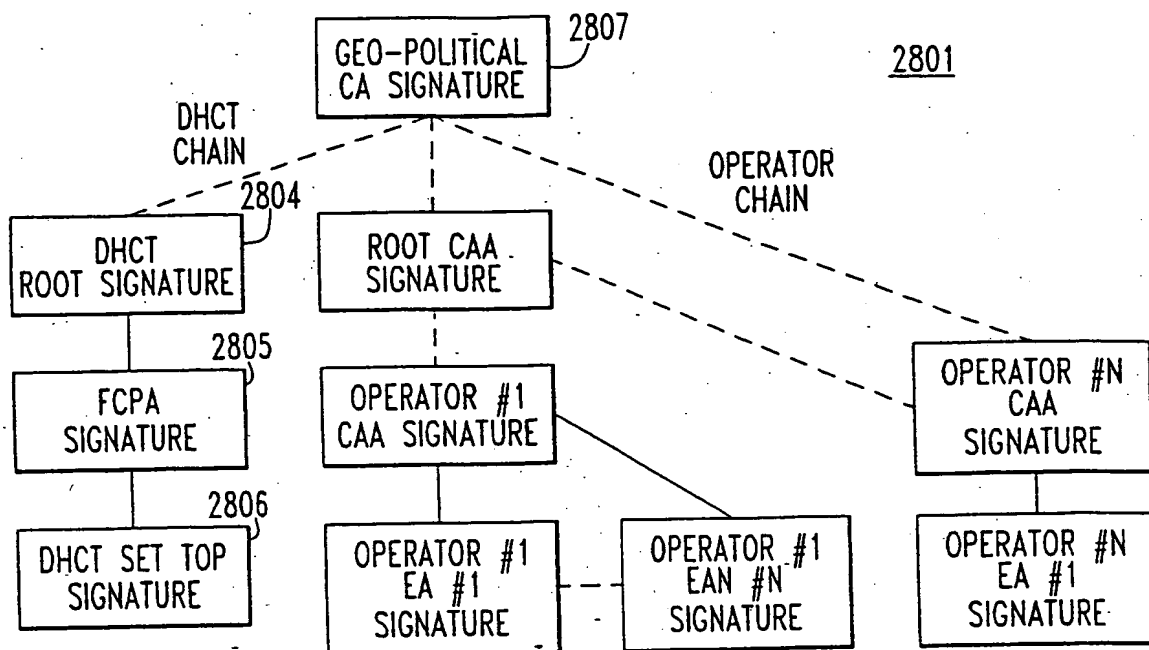 GEO-POLITICAL
CA SIGNATURE
2807
2801
DHCT
CHAIN
OPERATOR
CHAIN
2804
DHCT
ROOT SIGNATURE
ROOT CAA
SIGNATURE
2805
FCPA
SIGNATURE
OPERATOR #1
CAA SIGNATURE
OPERATOR #N
CAA
SIGNATURE
2806
DHCT SET TOP
SIGNATURE
OPERATOR #1
EA #1
SIGNATURE
OPERATOR #1
EAN #N
SIGNATURE
OPERATOR #N
EA #1
SIGNATURE